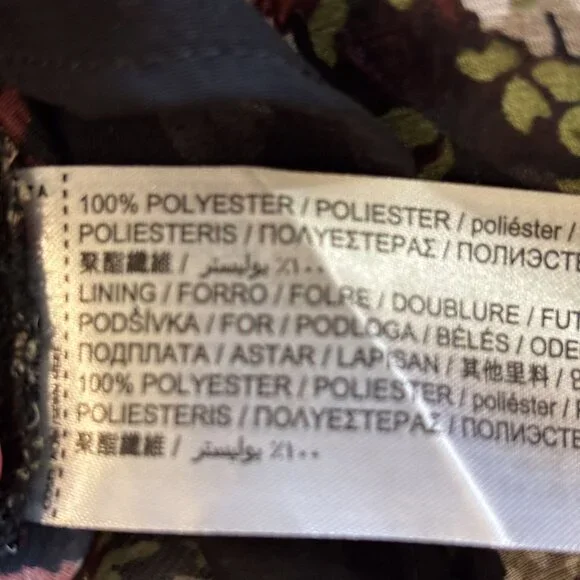 100% POLYESTER / POLIESTER / poliéster /
POLIESTERIS / ΠΟΛΥΕΣΤΕΡΑΣ / ПОЛИЭСТЕ
聚酯纖維 / ٪١٠٠ بوليستر
LINING / FORRO / FOLRE / DOUBLURE / FUT
PODŠÍVKA / FOR / PODLOGA / BÉLÉS / ODE
ПОДПЛАТА / ASTAR / LAPISAN / 其他里料 /
100% POLYESTER / POLIESTER / poliéster /
POLIESTERIS / ΠΟΛΥΕΣΤΕΡΑΣ / ПОЛИЭСТЕ
聚酯纖維 / ٪١٠٠ بوليستر